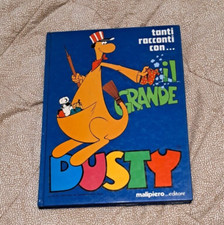 tanti
racconti
con...
il
GRANDE
DUSTY
malipiero... editore